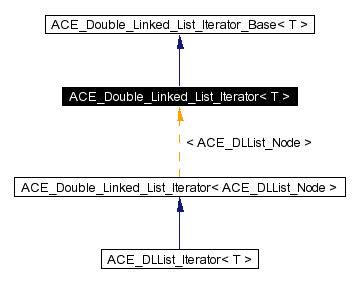 ACE_Double_Linked_List_Iterator_Base< T >
ACE_Double_Linked_List_Iterator< T >
< ACE_DLList_Node >
ACE_Double_Linked_List_Iterator< ACE_DLList_Node >
ACE_DLList_Iterator< T >